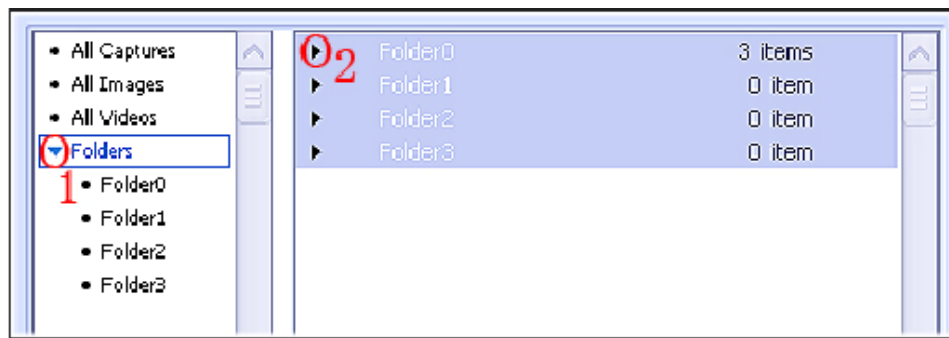 All Captures
All Images
All Videos
Folders
1
Folder0
Folder1
Folder2
Folder3
2
Folder0 3 items
Folder1 0 item
Folder2 0 item
Folder3 0 item